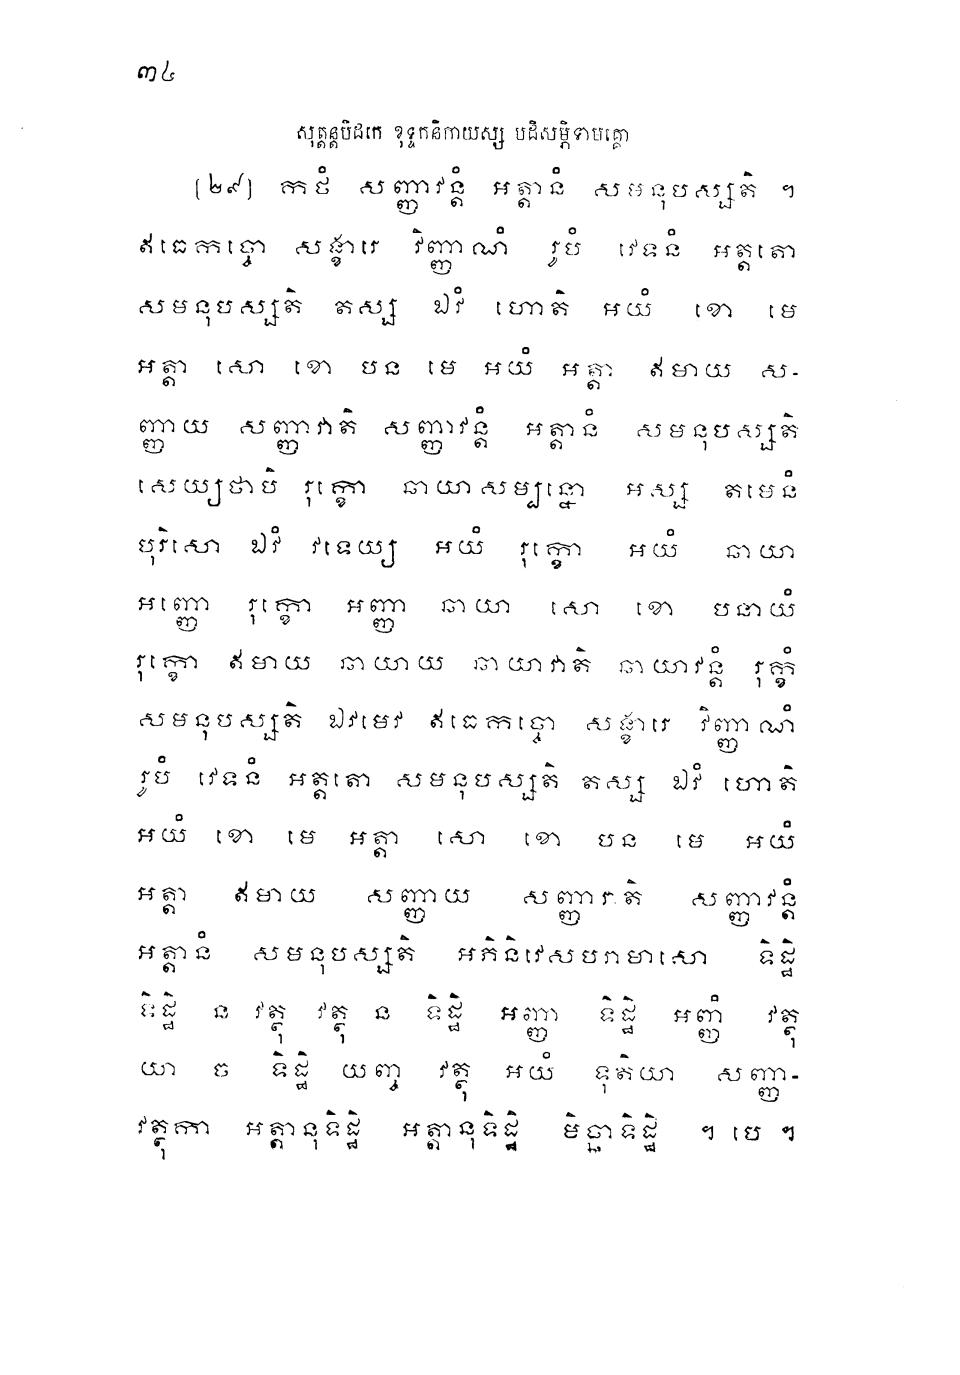 ៣៤
សុត្តន្តបិដកេ ខុទ្ទកនិកាយស្ស បដិសម្ភិទាមគ្គោ
(២៩) កថំ សញ្ញាវន្តំ អត្តានំ សមនុបស្សតិ ។
ឥធេកច្ចោ សង្ខារេ វិញ្ញាណំ រូបំ វេទនំ អត្តតោ
សមនុបស្សតិ តស្ស ឯវំ ហោតិ អយំ ខោ មេ
អត្តា សោ ខោ បន មេ អយំ អត្តា ឥមាយ ស-
ញ្ញាយ សញ្ញាវាតិ សញ្ញាវន្តំ អត្តានំ សមនុបស្សតិ
សេយ្យថាបិ រុក្ខោ ឆាយាសម្បន្នោ អស្ស តមេនំ
បុរិសោ ឯវំ វទេយ្យ អយំ រុក្ខោ អយំ ឆាយា
អញ្ញោ រុក្ខោ អញ្ញា ឆាយា សោ ខោ បនាយំ
រុក្ខោ ឥមាយ ឆាយាយ ឆាយាវាតិ ឆាយាវន្តំ រុក្ខំ
សមនុបស្សតិ ឯវមេវ ឥធេកច្ចោ សង្ខារេ វិញ្ញាណំ
រូបំ វេទនំ អត្តតោ សមនុបស្សតិ តស្ស ឯវំ ហោតិ
អយំ ខោ មេ អត្តា សោ ខោ បន មេ អយំ
អត្តា ឥមាយ សញ្ញាយ សញ្ញាវាតិ សញ្ញាវន្តំ
អត្តានំ សមនុបស្សតិ អភិនិវេសបរាមាសោ ទិដ្ឋិ
ទិដ្ឋិ ន វត្ថុ វត្ថុ ន ទិដ្ឋិ អញ្ញា ទិដ្ឋិ អញ្ញំ វត្ថុ
យា ច ទិដ្ឋិ យញ្ច វត្ថុ អយំ ទុតិយា សញ្ញា-
វត្ថុកា អត្តានុទិដ្ឋិ អត្តានុទិដ្ឋិ មិច្ឆាទិដ្ឋិ ។ បេ ។